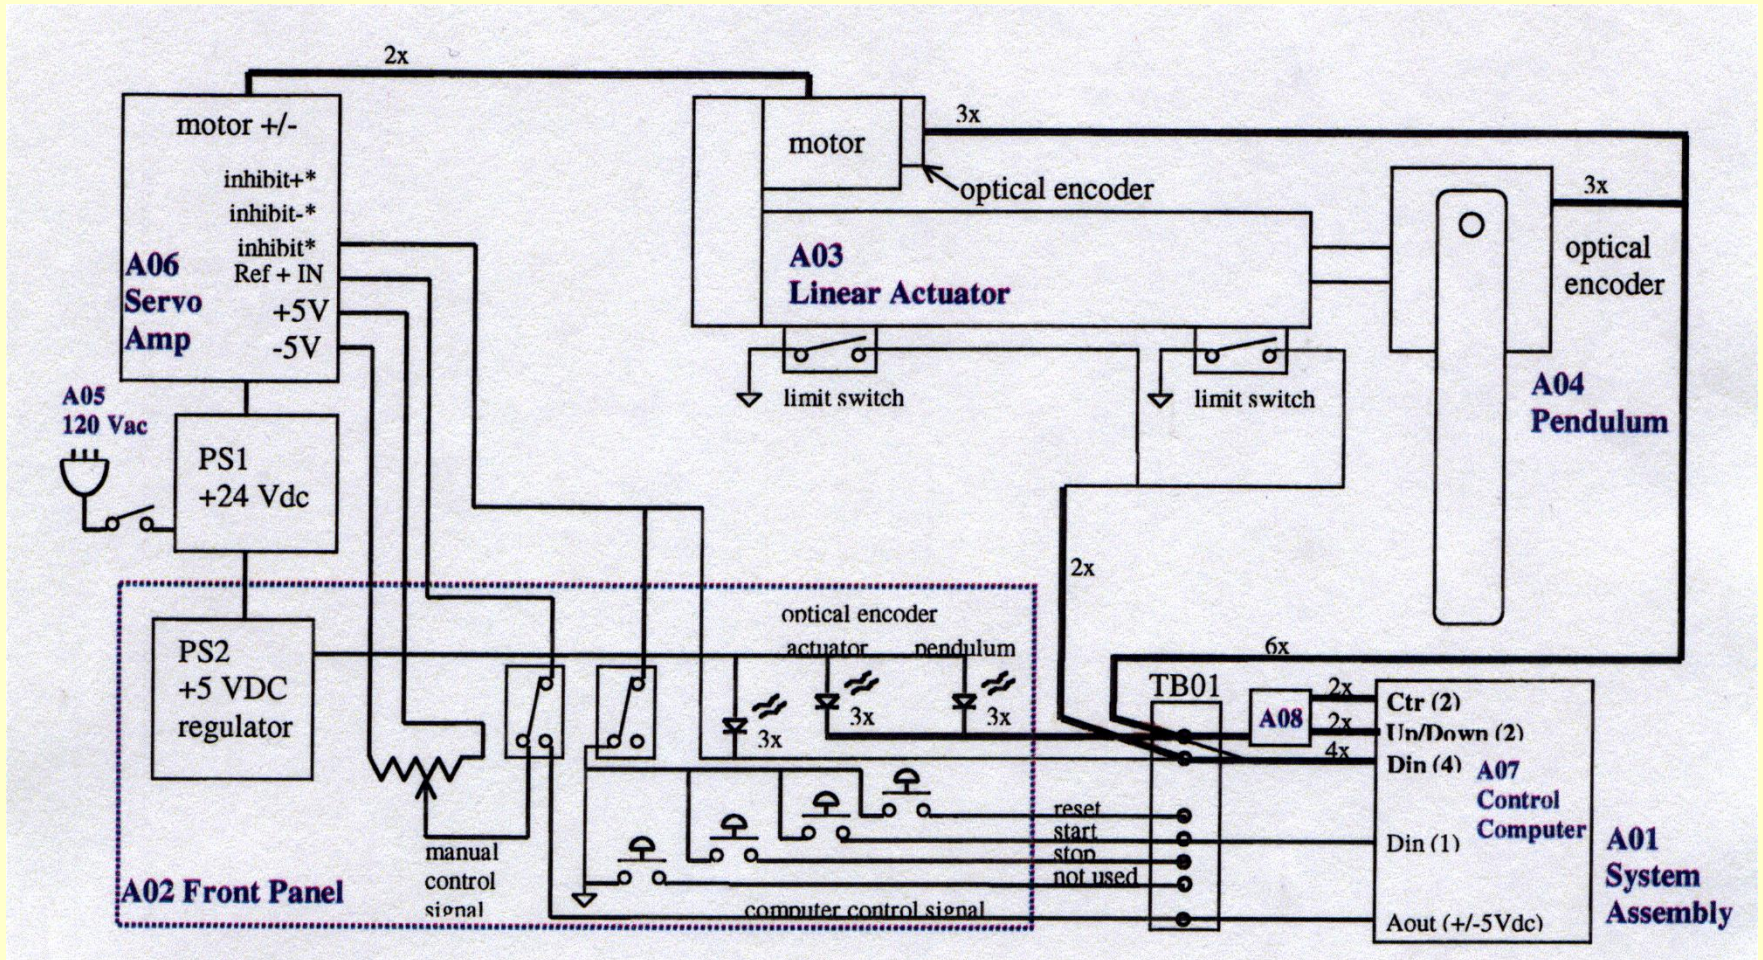 2x
motor +/-
inhibit+*
inhibit-*
inhibit*
Ref + IN
+5V
-5V
A06
Servo
Amp
motor
3x
optical encoder
A03
Linear Actuator
limit switch
limit switch
3x
optical
encoder
A04
Pendulum
A05
120 Vac
PS1
+24 Vdc
2x
PS2
+5 VDC
regulator
optical encoder
actuator
pendulum
3x
3x
3x
6x
TB01
A08
2x
2x
4x
Ctr (2)
Up/Down (2)
Din (4)
A07
Control
Computer
Din (1)
Aout (+/-5Vdc)
A01
System
Assembly
reset
start
stop
not used
manual
control
signal
computer control signal
A02 Front Panel